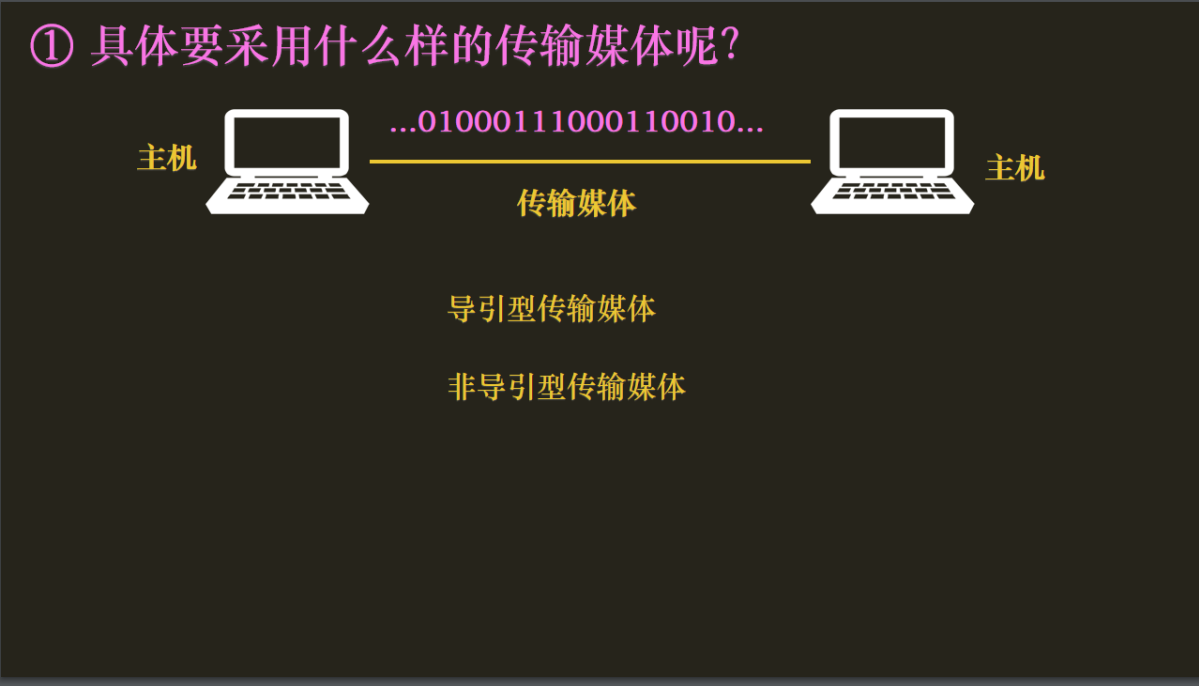 ① 具体要采用什么样的传输媒体呢？
...01000111000110010...
主机
主机
传输媒体
导引型传输媒体
非导引型传输媒体